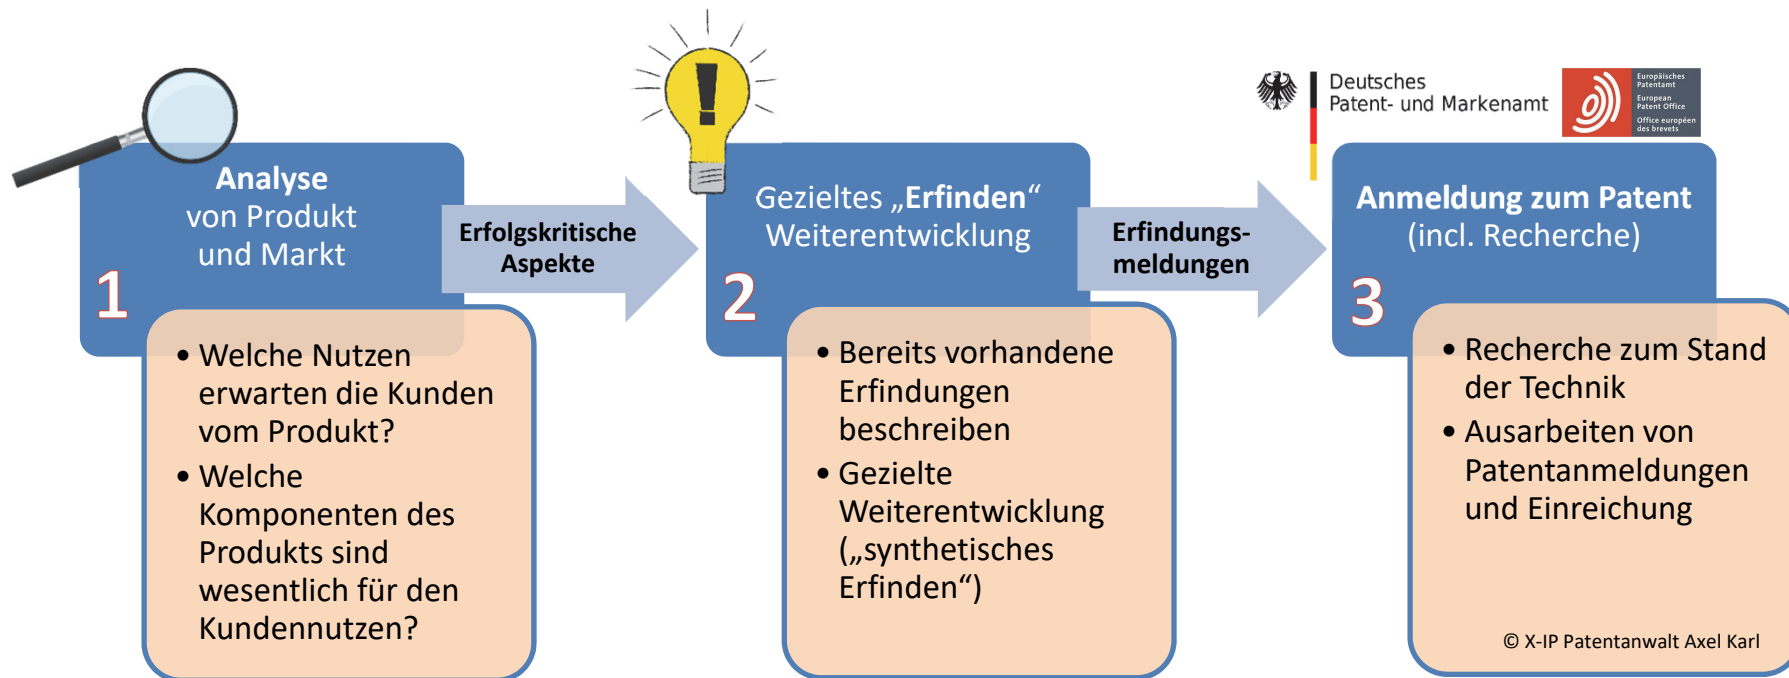 Analyse
von Produkt
und Markt
1
• Welche Nutzen
erwarten die Kunden
vom Produkt?
• Welche
Komponenten des
Produkts sind
wesentlich für den
Kundennutzen?
Erfolgskritische
Aspekte
!
Gezieltes „Erfinden“
Weiterentwicklung
2
• Bereits vorhandene
Erfindungen
beschreiben
• Gezielte
Weiterentwicklung
(„synthetisches
Erfinden“)
Erfindungs-
meldungen
Deutsches
Patent- und Markenamt
Europäisches
Patentamt
European
Patent Office
Office européen
des brevets
Anmeldung zum Patent
(incl. Recherche)
3
• Recherche zum Stand
der Technik
• Ausarbeiten von
Patentanmeldungen
und Einreichung
© X-IP Patentanwalt Axel Karl